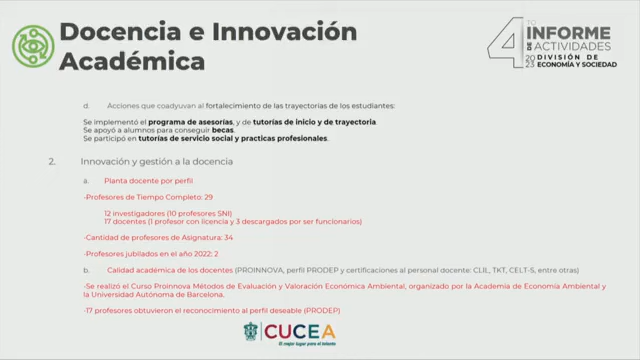 Docencia e Innovación
Académica
4TO INFORME
DE ACTIVIDADES
2023 DIVISIÓN DE
ECONOMÍA Y SOCIEDAD
d. Acciones que coadyuvan al fortalecimiento de las trayectorias de los estudiantes:
Se implementó el programa de asesorías, y de tutorías de inicio y de trayectoria.
Se apoyó a alumnos para conseguir becas.
Se participó en tutorías de servicio social y practicas profesionales.
2. Innovación y gestión a la docencia
a. Planta docente por perfil
-Profesores de Tiempo Completo: 29
12 investigadores (10 profesores SNI)
17 docentes (1 profesor con licencia y 3 descargados por ser funcionarios)
-Cantidad de profesores de Asignatura: 34
-Profesores jubilados en el año 2022: 2
b. Calidad académica de los docentes (PROINNOVA, perfil PRODEP y certificaciones al personal docente: CLIL, TKT, CELT-S, entre otras)
-Se realizó el Curso Proinnova Métodos de Evaluación y Valoración Económica Ambiental, organizado por la Academia de Economía Ambiental y
la Universidad Autónoma de Barcelona.
-17 profesores obtuvieron el reconocimiento al perfil deseable (PRODEP)
CUCEA
El mejor lugar para el talento